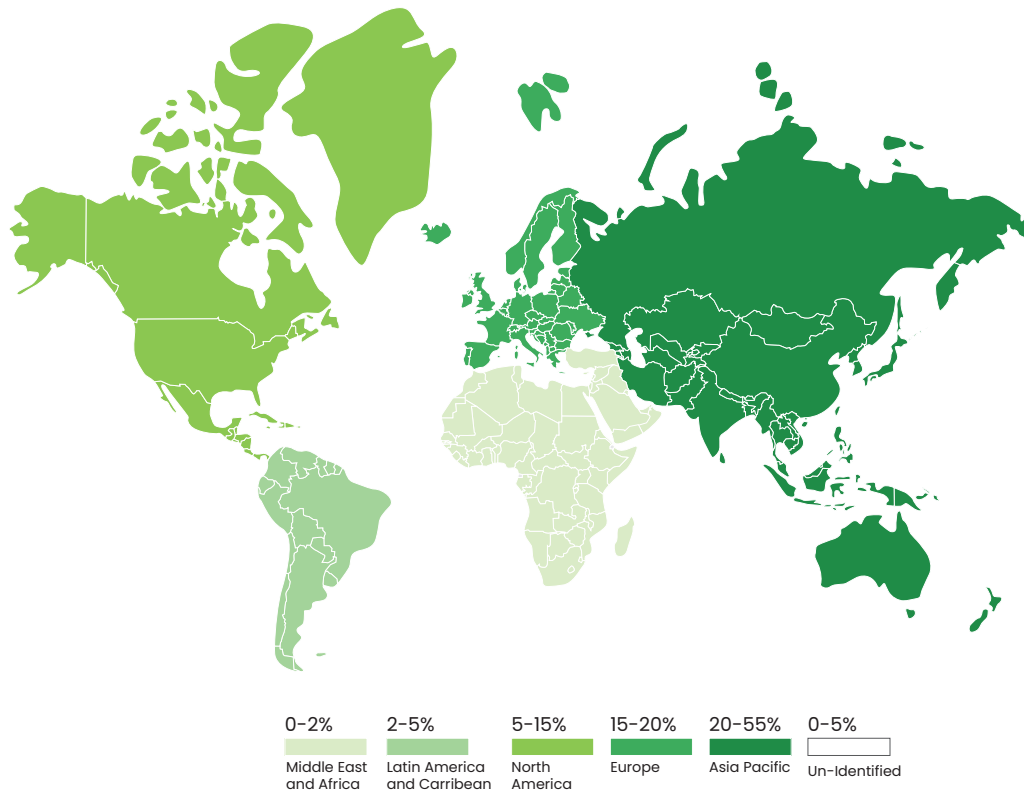 0-2%
2-5%
5-15%
15-20%
20-55%
0-5%
Middle East
and Africa
Latin America
and Carribean
North
America
Europe
Asia Pacific
Un-Identified